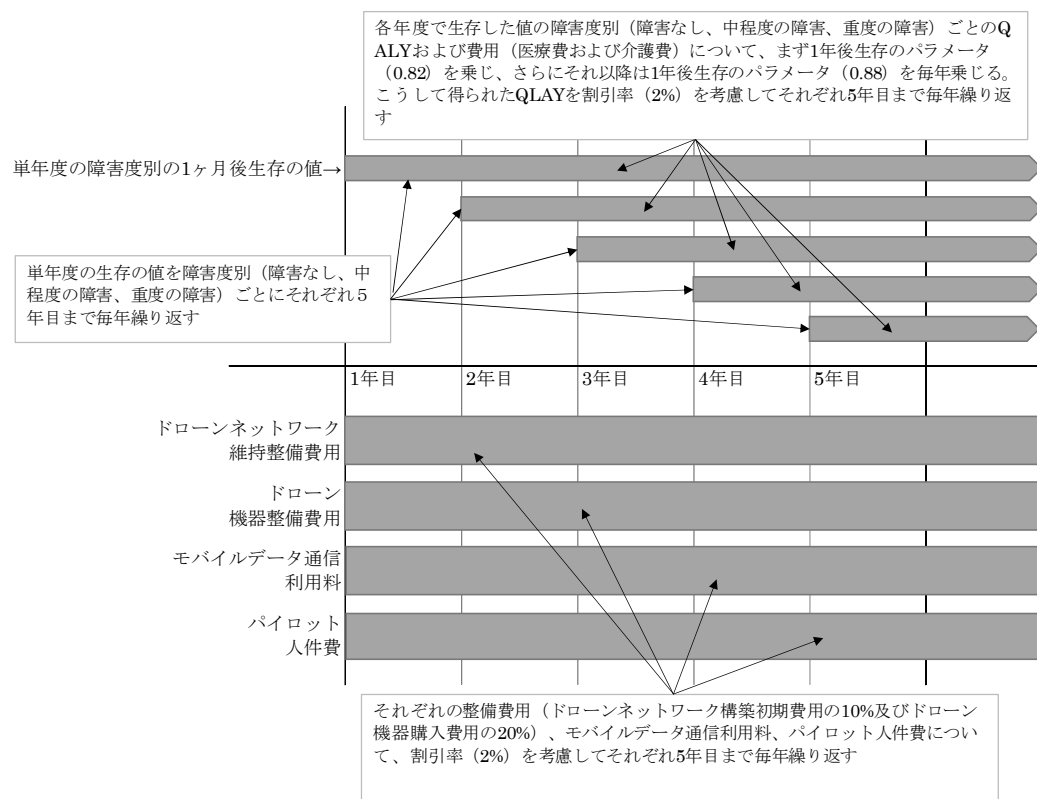 各年度で生存した値の障害度別（障害なし、中程度の障害、重度の障害）ごとのQ
ALYおよび費用（医療費および介護費）について、まず1年後生存のパラメータ
（0.82）を乗じ、さらにそれ以降は1年後生存のパラメータ（0.88）を毎年乗じる。
こうして得られたQLAYを割引率（2%）を考慮してそれぞれ5年目まで毎年繰り返
す
単年度の障害度別の1ヶ月後生存の値→
単年度の生存の値を障害度別（障害なし、中
程度の障害、重度の障害）ごとにそれぞれ５
年目まで毎年繰り返す
1年目
2年目
3年目
4年目
5年目
ドローンネットワーク
維持整備費用
ドローン
機器整備費用
モバイルデータ通信
利用料
パイロット
人件費
それぞれの整備費用（ドローンネットワーク構築初期費用の10%及びドローン
機器購入費用の20%）、モバイルデータ通信利用料、パイロット人件費につい
て、割引率（2%）を考慮してそれぞれ5年目まで毎年繰り返す